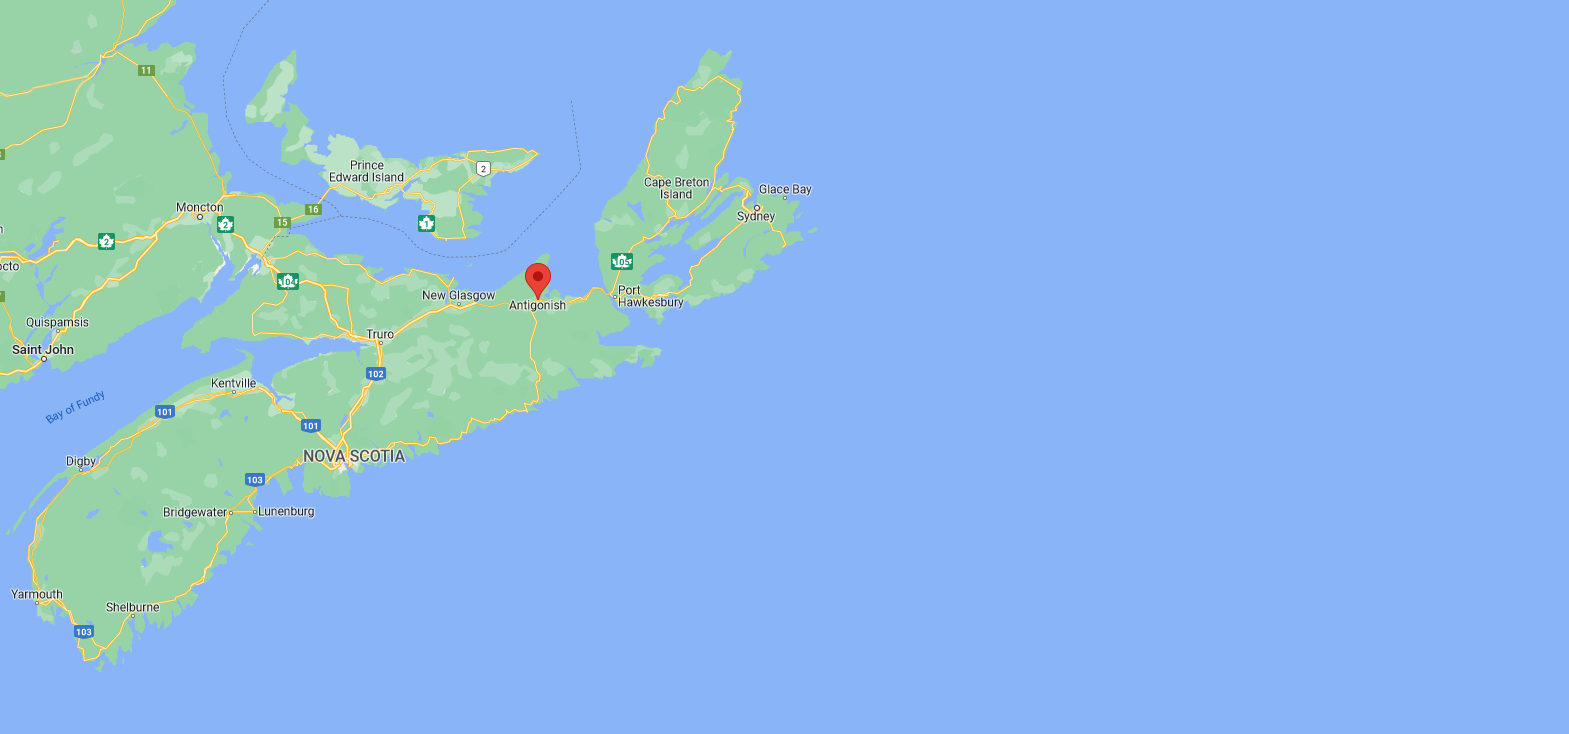 11
Prince
Edward Island
2
Cape Breton
Island
Glace Bay
Moncton
16
Sydney
15
2
1
2
105
104
Port
Hawkesbury
New Glasgow
Antigonish
Quispamsis
Truro
Saint John
102
Kentville
Bay of Fundy
101
101
NOVA SCOTIA
Digby
103
Bridgewater
Lunenburg
Yarmouth
Shelburne
103